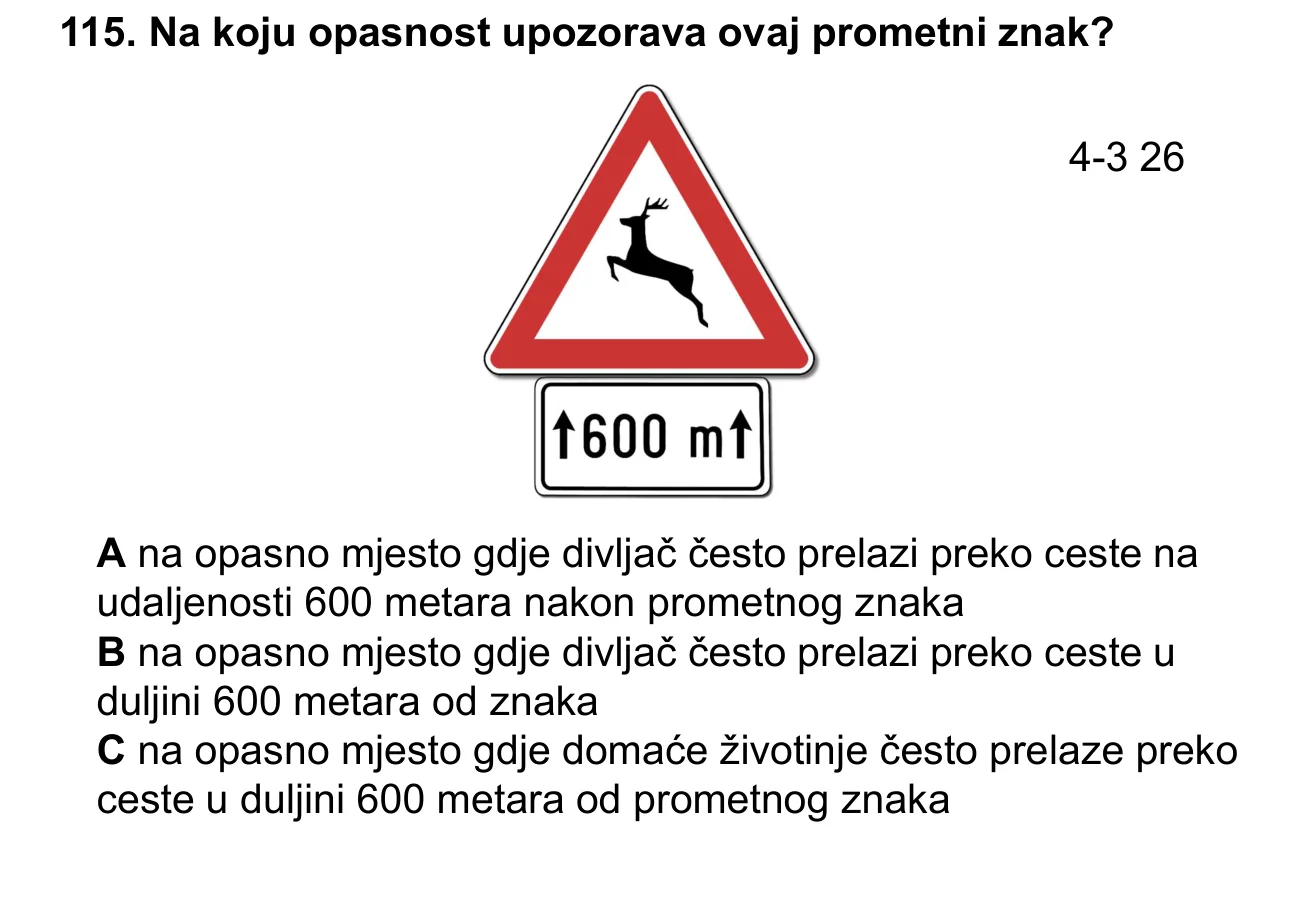 115. Na koju opasnost upozorava ovaj prometni znak?
4-3 26
↑600 m↑
A na opasno mjesto gdje divljač često prelazi preko ceste na
udaljenosti 600 metara nakon prometnog znaka
B na opasno mjesto gdje divljač često prelazi preko ceste u
duljini 600 metara od znaka
C na opasno mjesto gdje domaće životinje često prelaze preko
ceste u duljini 600 metara od prometnog znaka